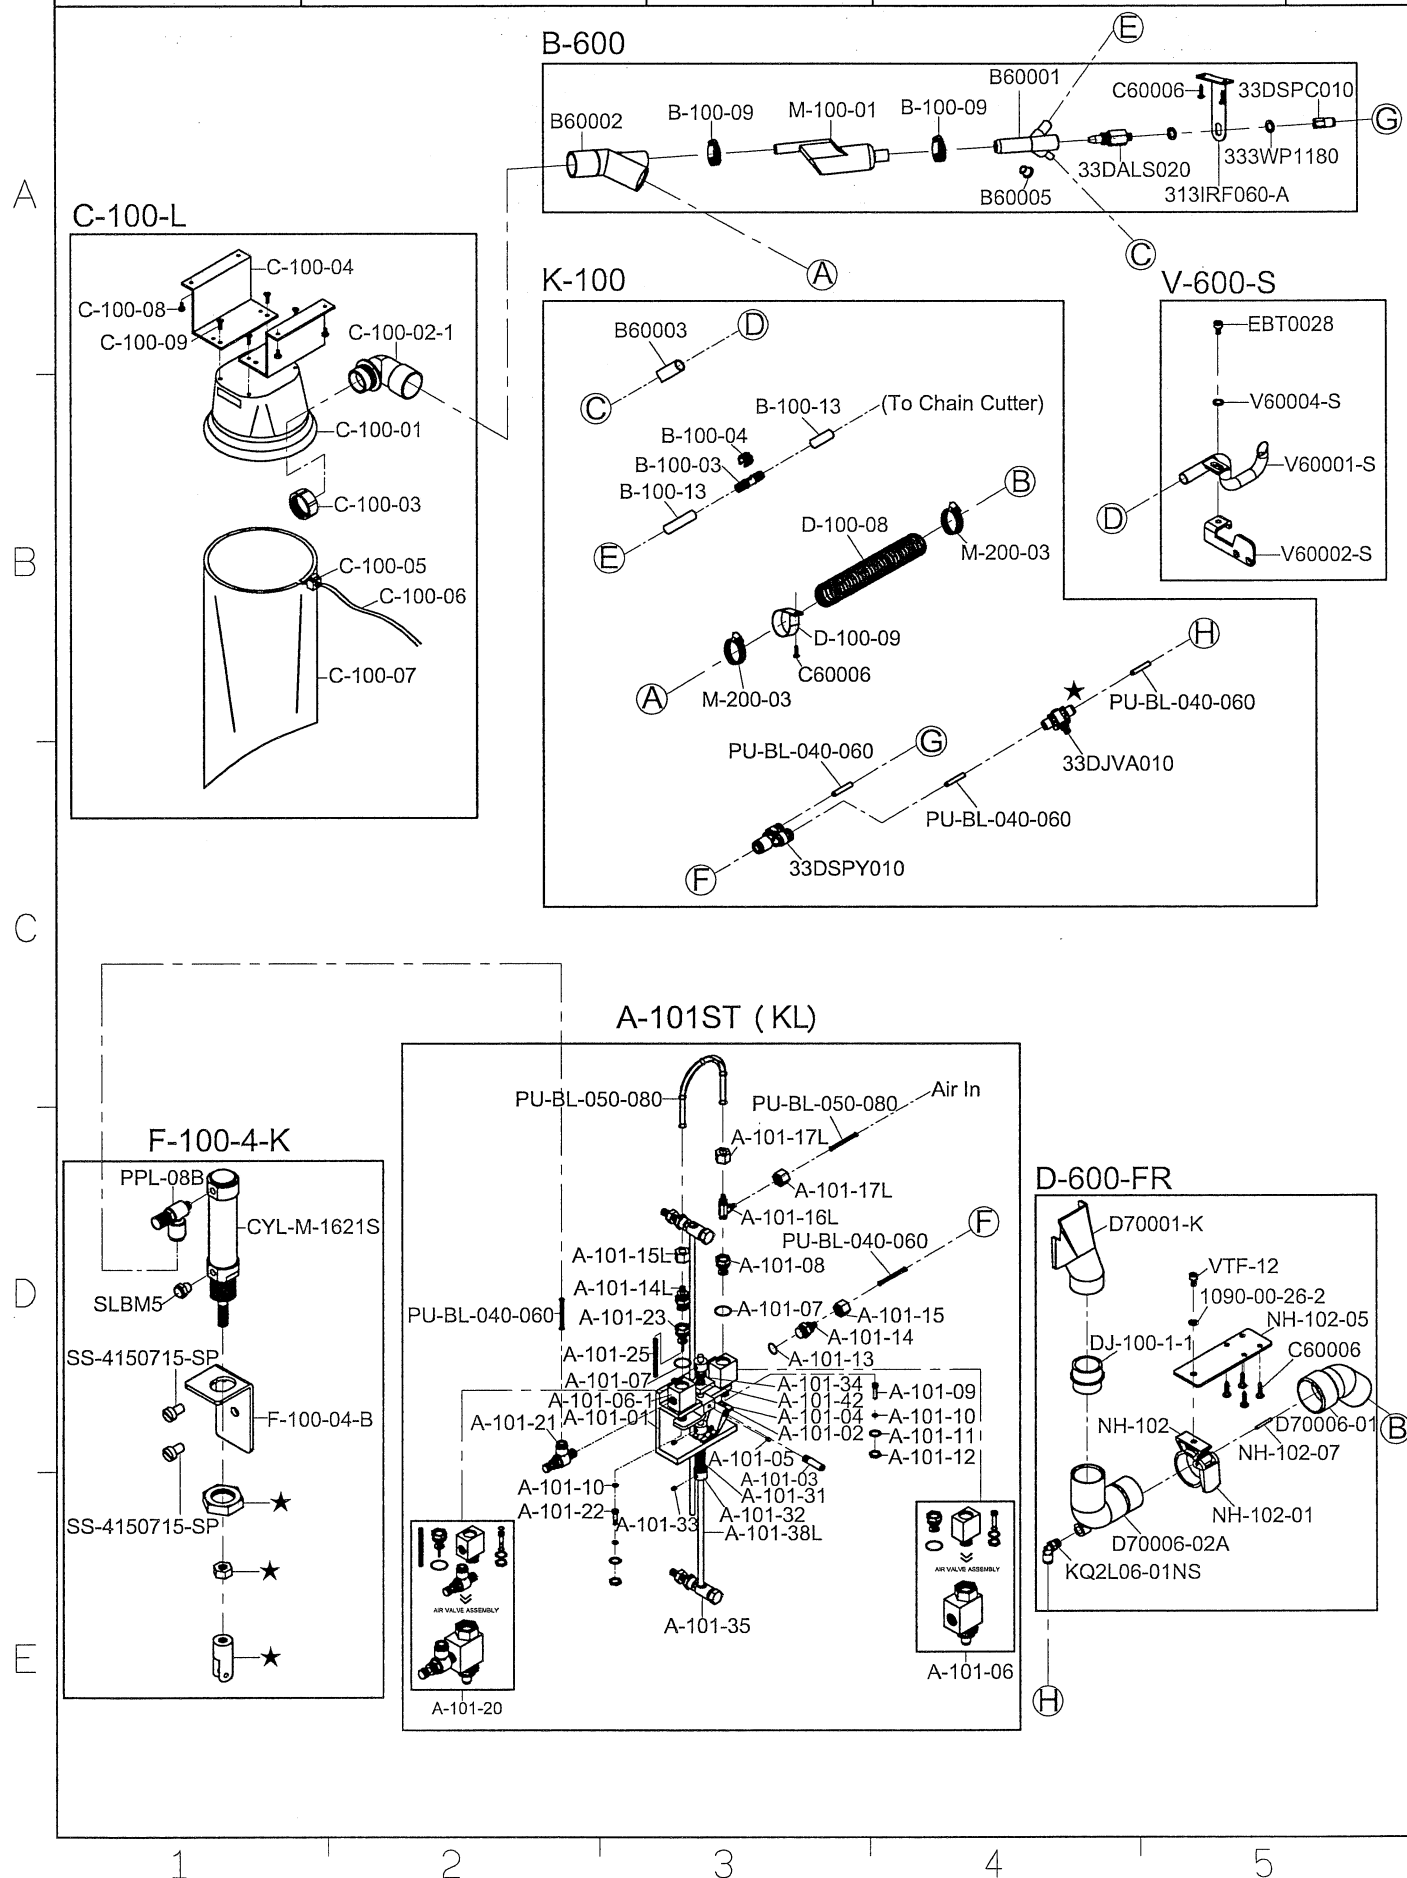 B-600
E
B60001
C60006
33DSPC010
B-100-09
M-100-01
B-100-09
B60002
G
333WP1180
33DALS020
B60005
313IRF060-A
A
C
A
C-100-L
C-100-04
C-100-08
C-100-09
C-100-02-1
C-100-01
C-100-03
C-100-05
C-100-06
C-100-07
K-100
B60003
D
C
B-100-13
(To Chain Cutter)
B-100-04
B-100-03
B-100-13
E
B
D-100-08
M-200-03
D-100-09
C60006
A
M-200-03
H
★
PU-BL-040-060
33DJVA010
PU-BL-040-060
G
PU-BL-040-060
33DSPY010
F
V-600-S
EBT0028
V60004-S
V60001-S
D
V60002-S
B
C
A-101ST ( KL)
PU-BL-050-080
PU-BL-050-080
Air In
A-101-17L
A-101-17L
A-101-16L
F
PU-BL-040-060
A-101-15L
A-101-08
A-101-14L
PU-BL-040-060
A-101-23
A-101-07
A-101-15
A-101-14
A-101-13
A-101-25
A-101-07
A-101-34
A-101-09
A-101-06-1
A-101-42
A-101-21
A-101-01
A-101-04
A-101-10
A-101-02
A-101-11
A-101-05
A-101-12
A-101-03
A-101-10
A-101-31
A-101-22
A-101-33
A-101-32
A-101-38L
AIR VALVE ASSEMBLY
AIR VALVE ASSEMBLY
A-101-35
A-101-20
A-101-06
F-100-4-K
PPL-08B
CYL-M-1621S
SLBM5
SS-4150715-SP
F-100-04-B
SS-4150715-SP
★
★
★
D-600-FR
D70001-K
VTF-12
1090-00-26-2
NH-102-05
DJ-100-1-1
C60006
NH-102
D70006-01
B
NH-102-07
NH-102-01
D70006-02A
KQ2L06-01NS
H
D
E
1
2
3
4
5